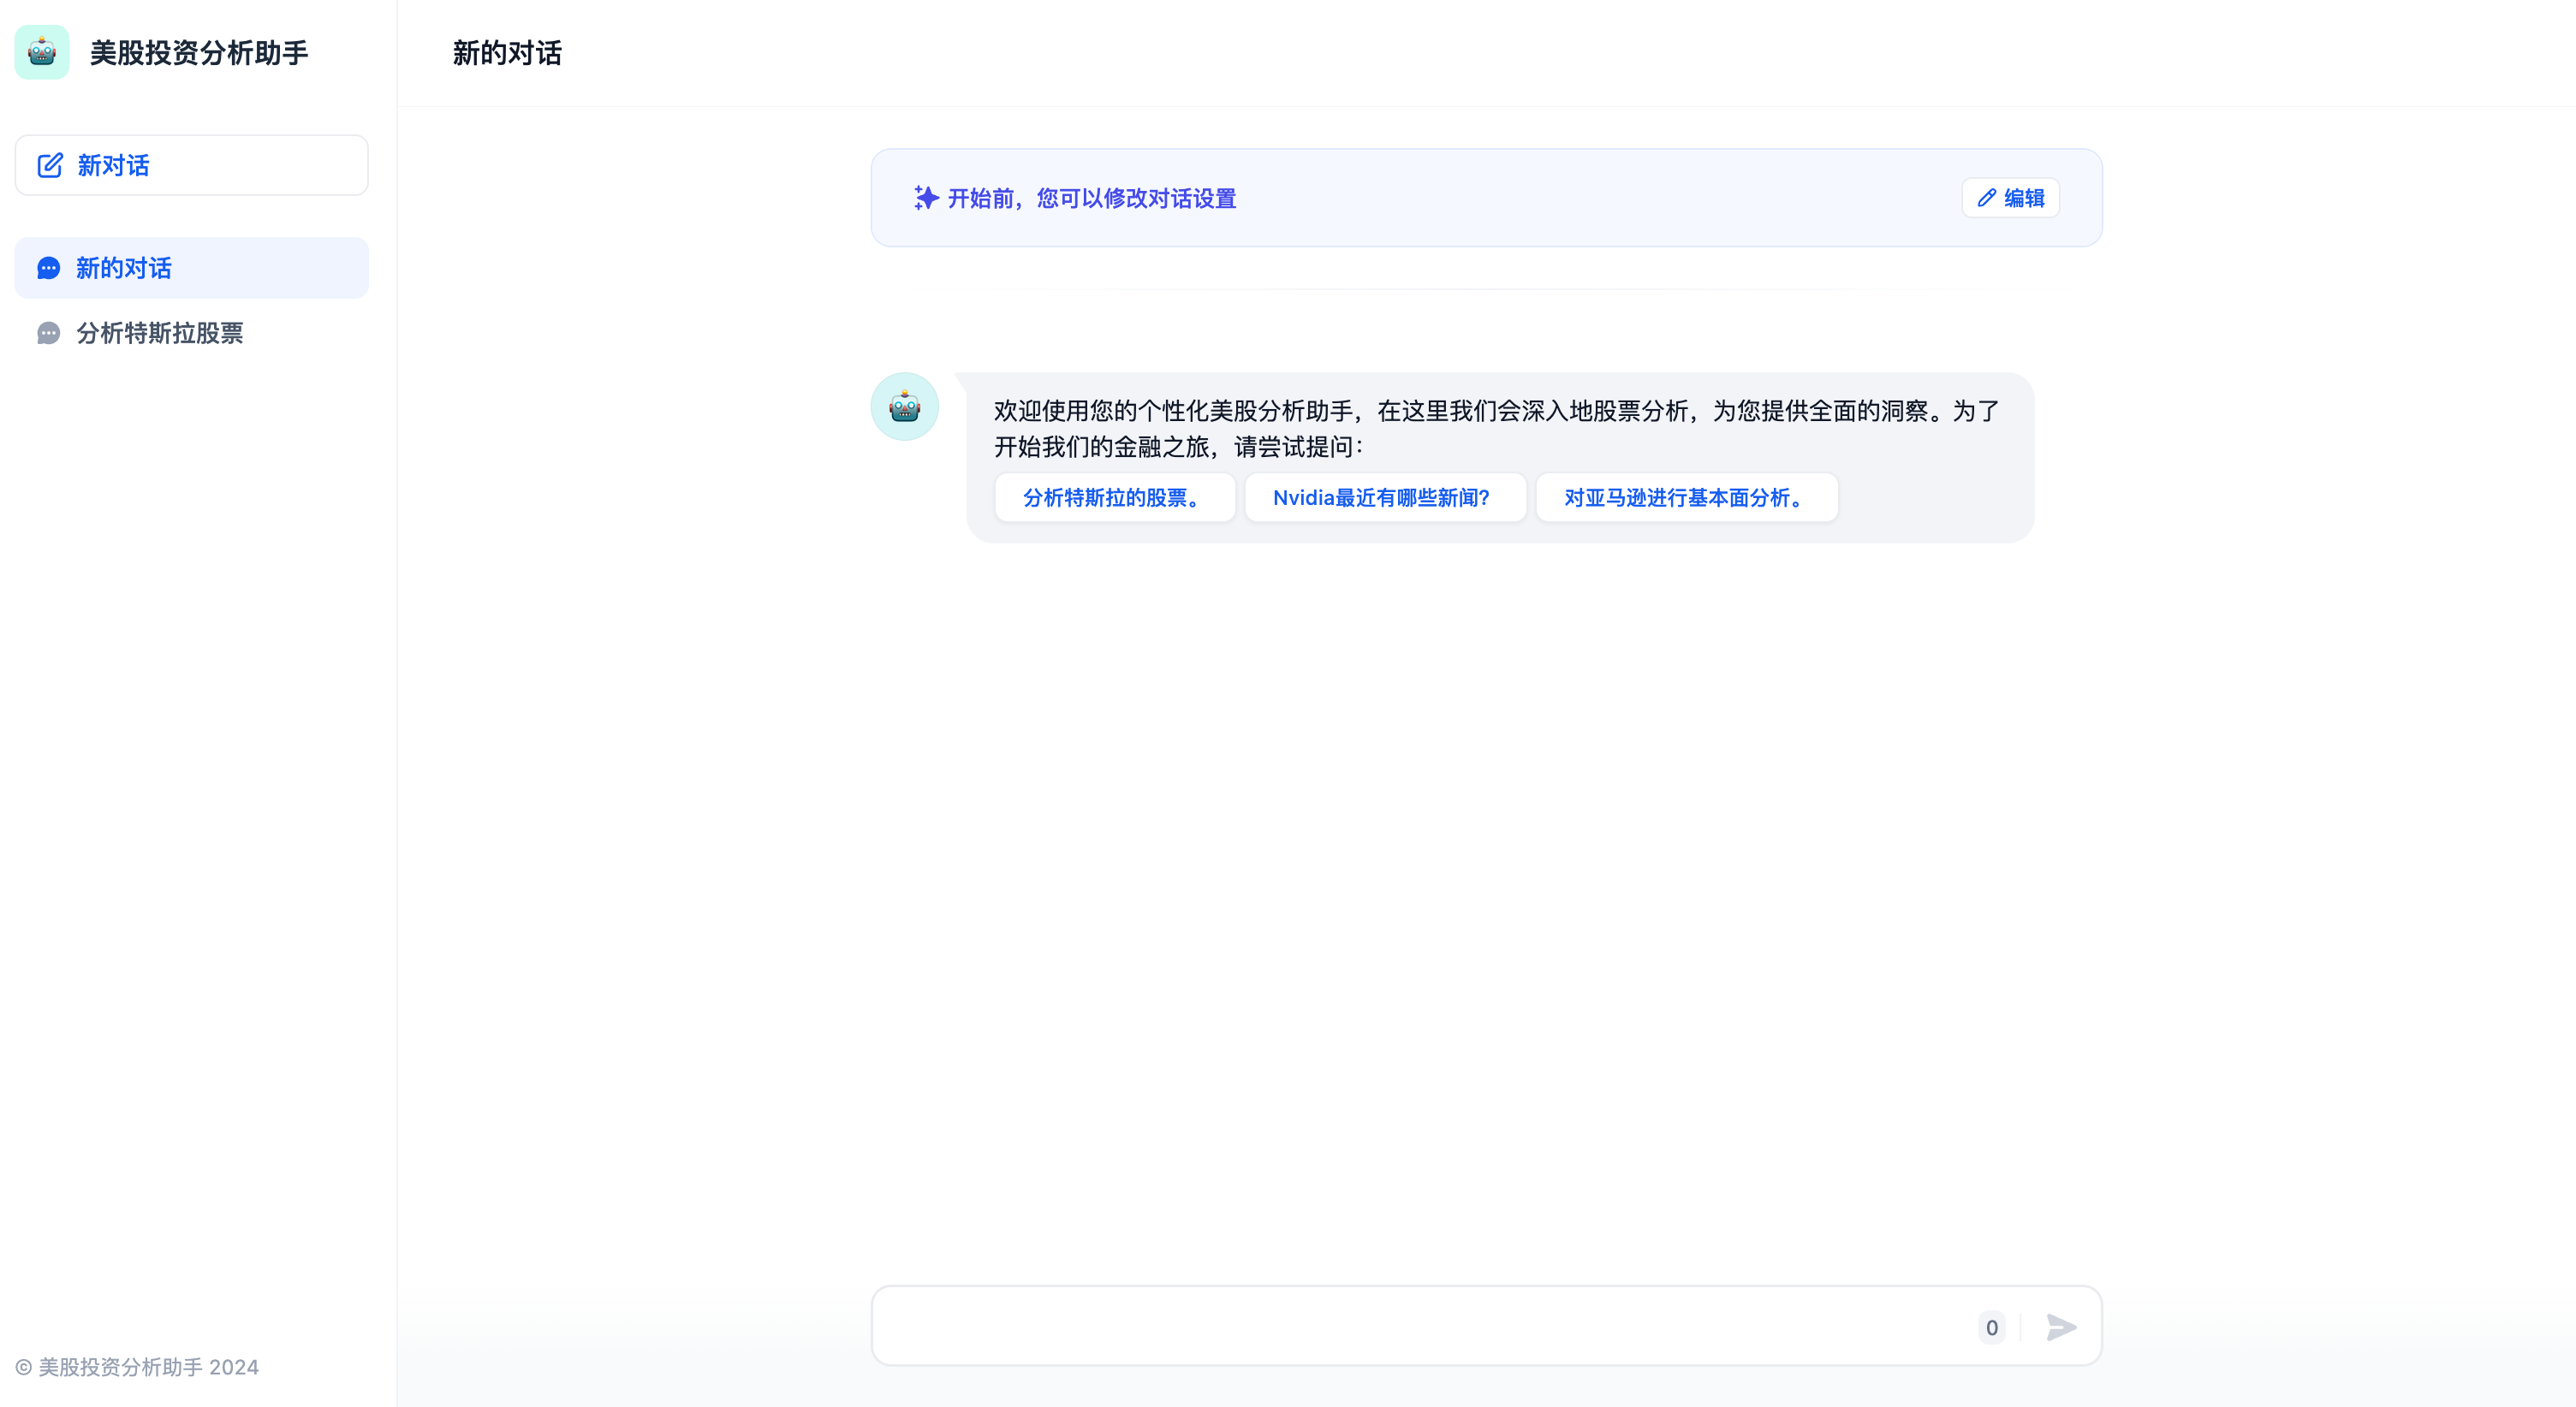 美股投资分析助手
新对话
新的对话
分析特斯拉股票
© 美股投资分析助手 2024
新的对话
开始前，您可以修改对话设置
编辑
欢迎使用您的个性化美股分析助手，在这里我们会深入地股票分析，为您提供全面的洞察。为了
开始我们的金融之旅，请尝试提问：
分析特斯拉的股票。
Nvidia最近有哪些新闻？
对亚马逊进行基本面分析。
0